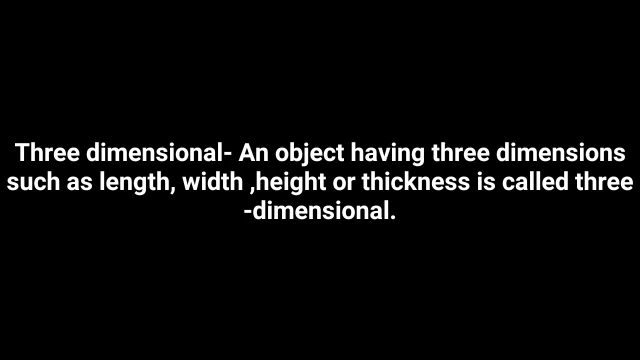 Three dimensional- An object having three dimensions
such as length, width ,height or thickness is called three
-dimensional.